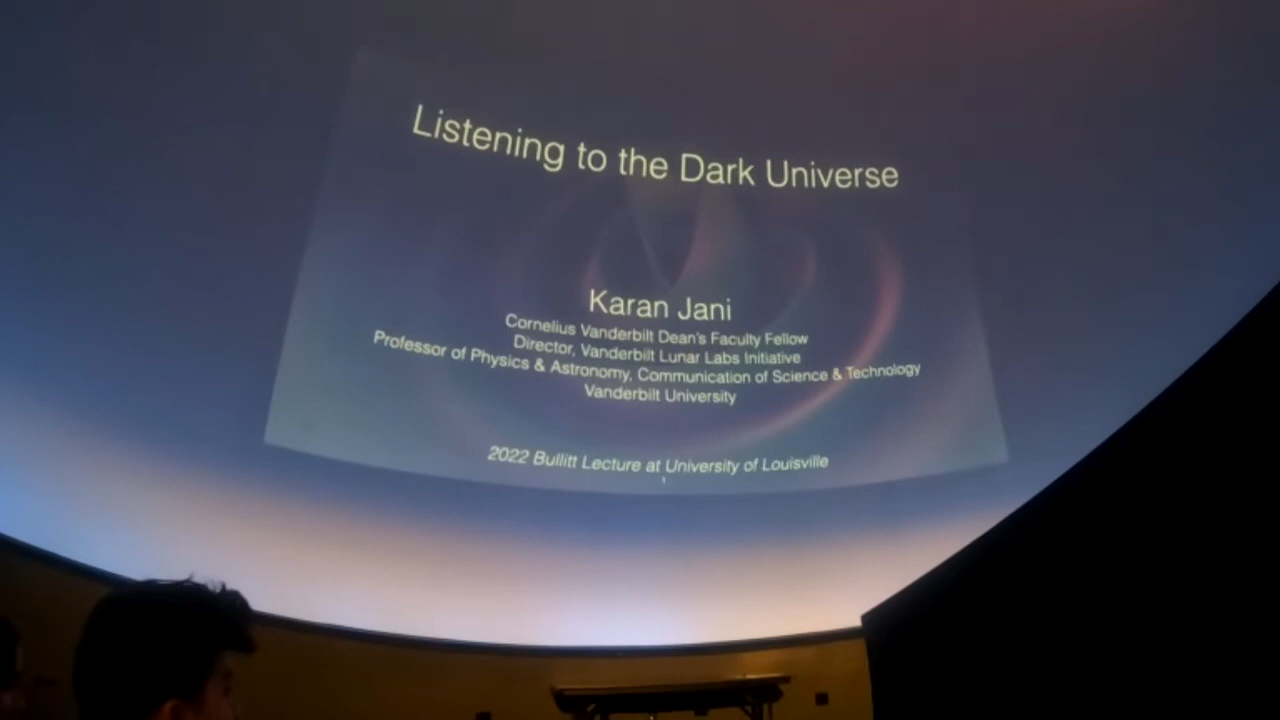 Listening to the Dark Universe
Karan Jani
Cornelius Vanderbilt Dean's Faculty Fellow
Director, Vanderbilt Lunar Labs Initiative
Professor of Physics & Astronomy, Communication of Science & Technology
Vanderbilt University
2022 Bullitt Lecture at University of Louisville